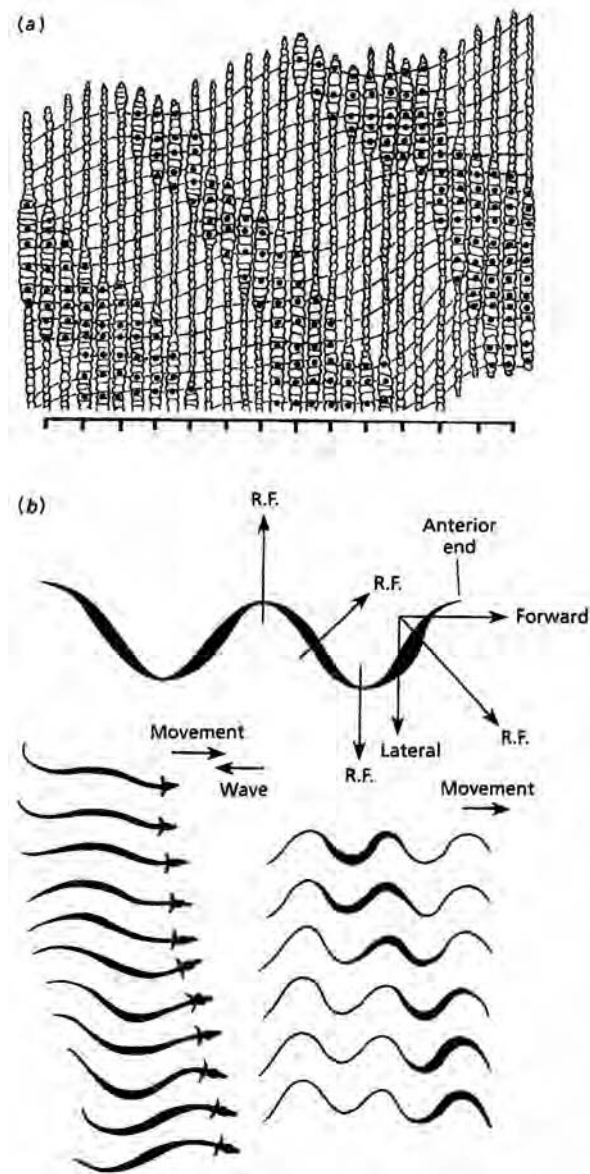 (a)
(b)
R.F.
Anterior
end
R.F.
Forward
R.F.
Lateral
R.F.
Movement
Wave
Movement